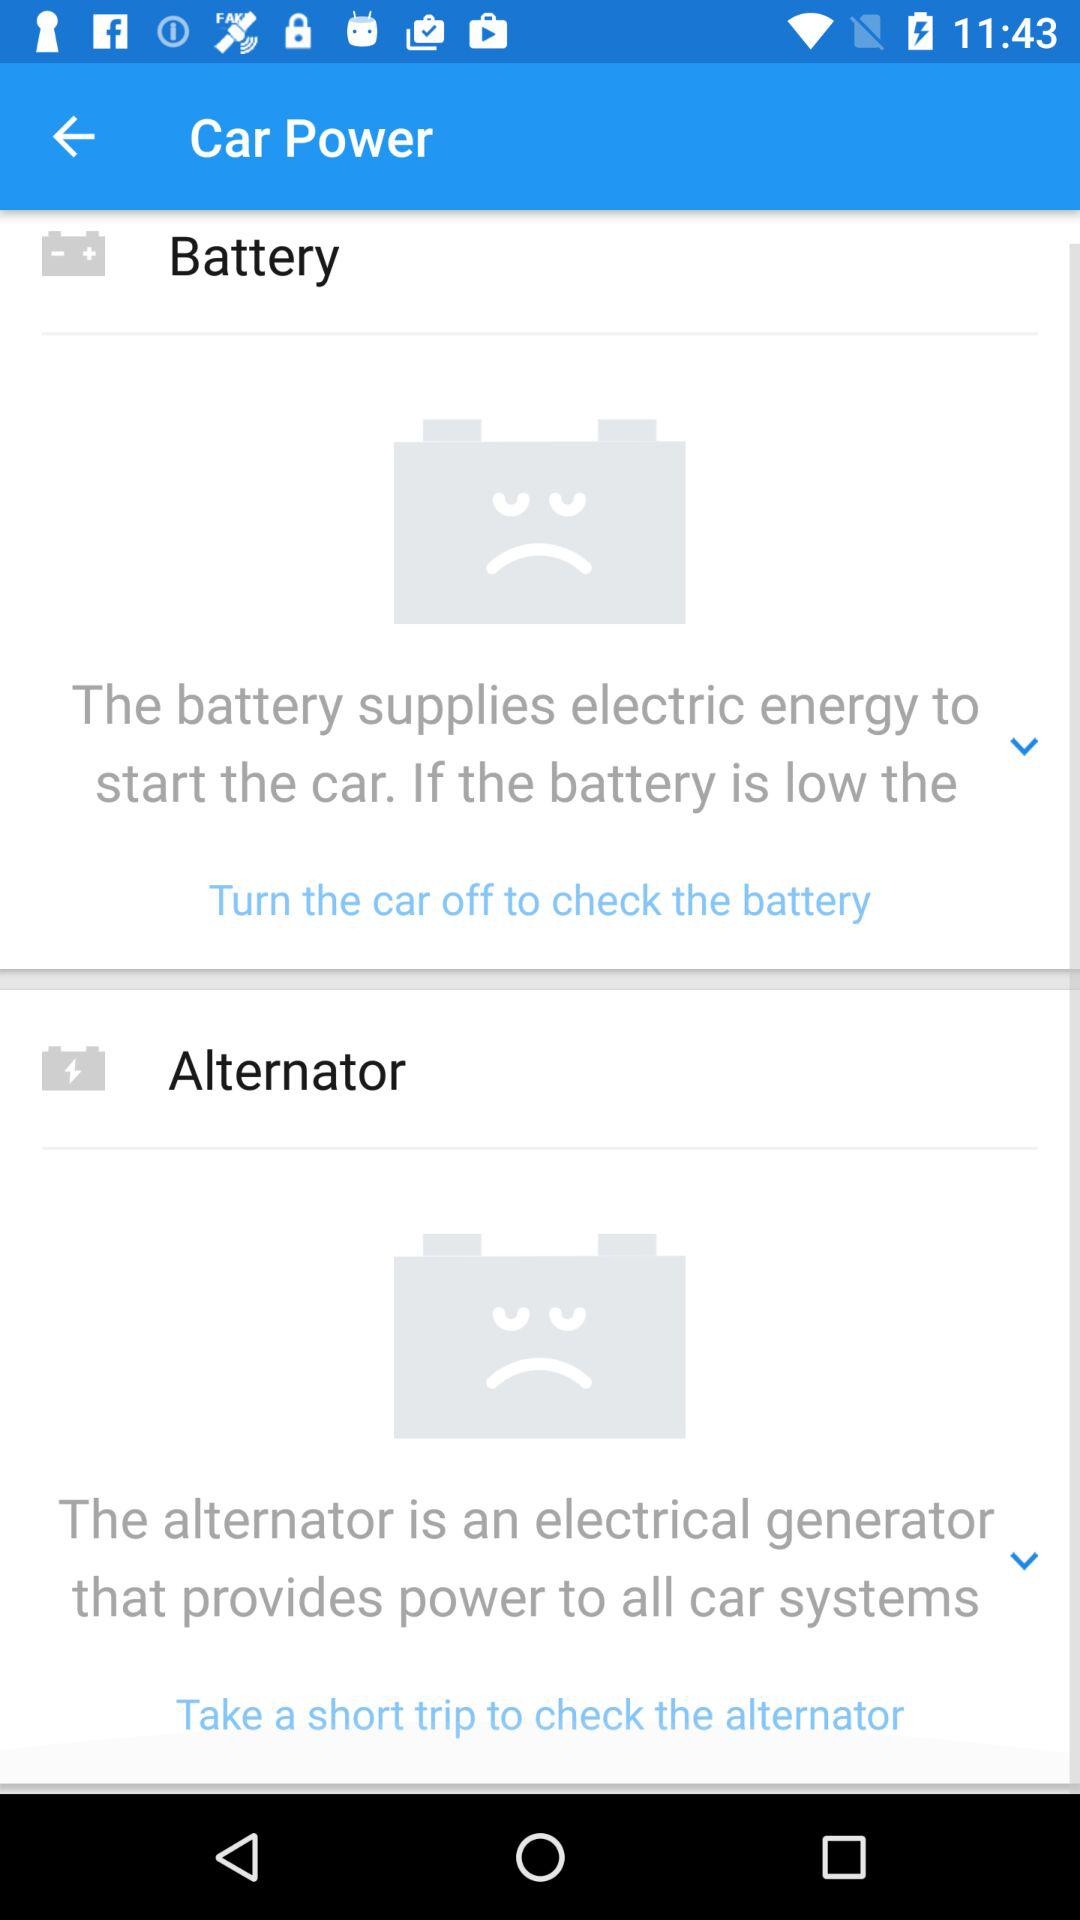 FAKE
11:43
Car Power
Battery
The battery supplies electric energy to
start the car. If the battery is low the
Turn the car off to check the battery
Alternator
The alternator is an electrical generator
that provides power to all car systems
Take a short trip to check the alternator